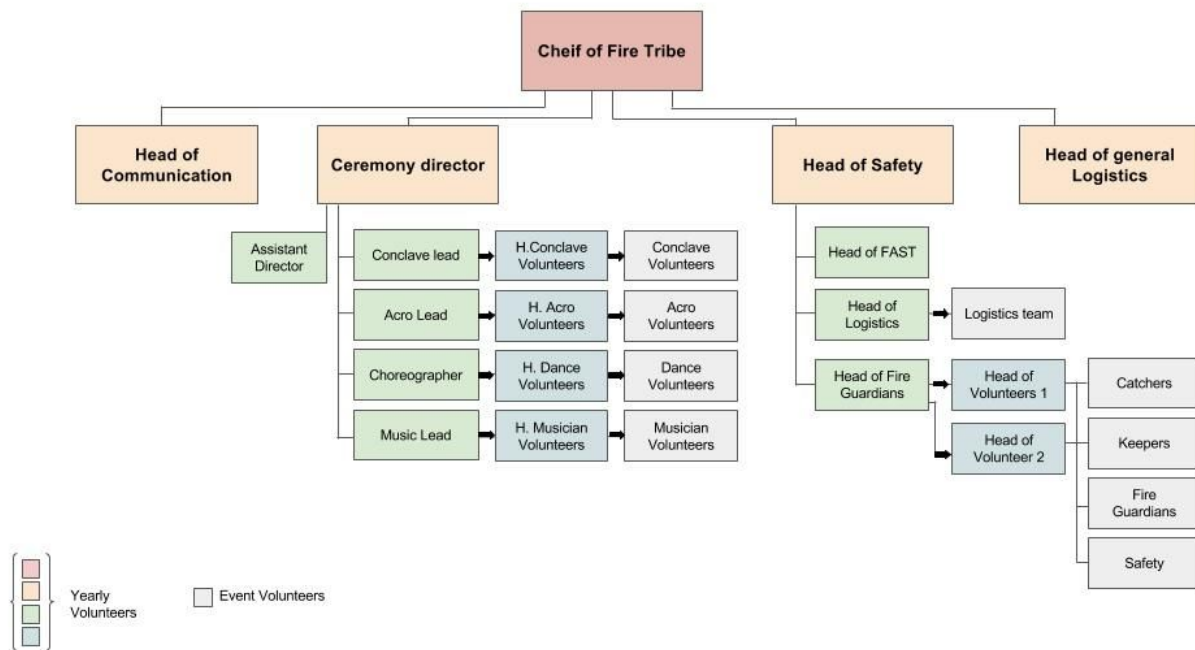 Cheif of Fire Tribe
Head of
Communication
Ceremony director
Head of Safety
Head of general
Logistics
Assistant
Director
Conclave lead
H.Conclave
Volunteers
Conclave
Volunteers
Acro Lead
H. Acro
Volunteers
Acro
Volunteers
Choreographer
H. Dance
Volunteers
Dance
Volunteers
Music Lead
H. Musician
Volunteers
Musician
Volunteers
Head of FAST
Head of
Logistics
Logistics team
Head of Fire
Guardians
Head of
Volunteers 1
Head of
Volunteer 2
Catchers
Keepers
Fire
Guardians
Safety
Yearly
Volunteers
Event Volunteers